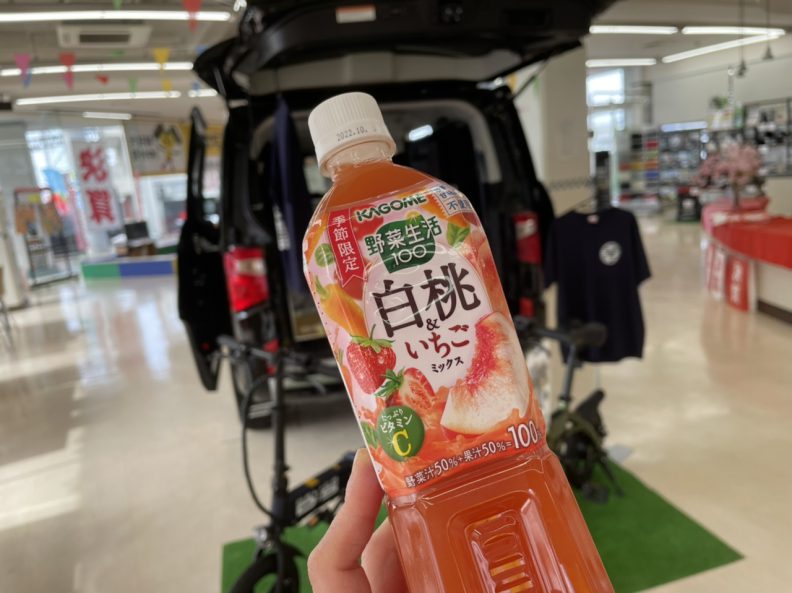 2022.10.
KAGOME
季節限定
野菜生活
100
白桃
&
いちご
ミックス
たっぷり
ビタミン
C
野菜汁50%+果汁50%=100